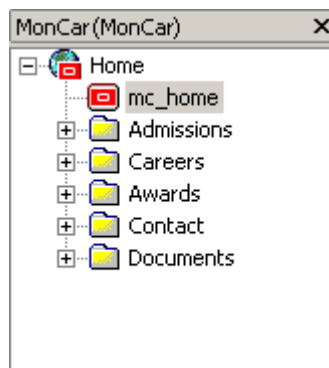 MonCar (MonCar)
Home
mc_home
Admissions
Careers
Awards
Contact
Documents